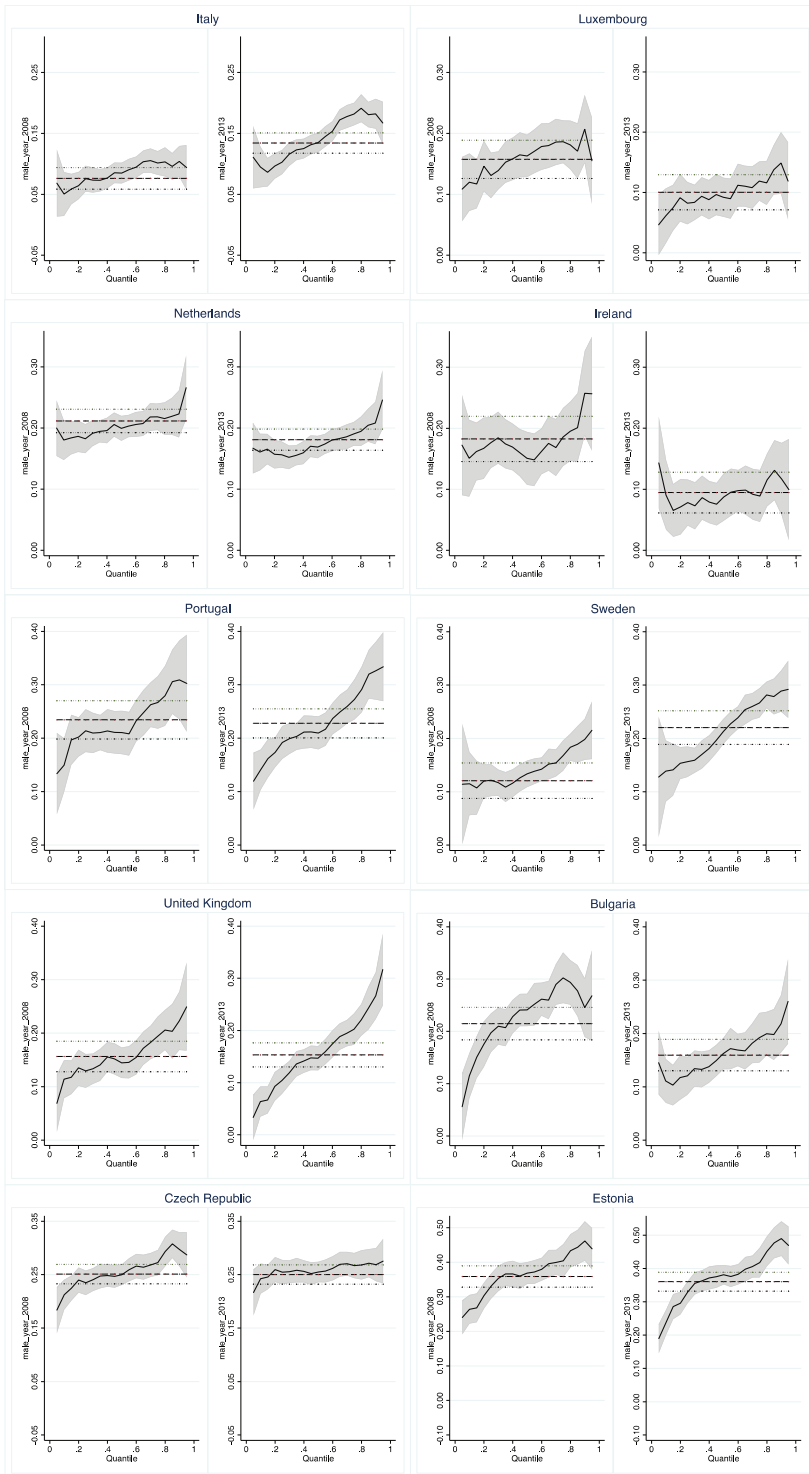 Italy
Luxembourg
male_year_2008
-0.05 0.05 0.15 0.25
0 .2 .4 .6 .8 1
Quantile
male_year_2013
-0.05 0.05 0.15 0.25
0 .2 .4 .6 .8 1
Quantile
male_year_2008
0.00 0.10 0.20 0.30
0 .2 .4 .6 .8 1
Quantile
male_year_2013
0.00 0.10 0.20 0.30
0 .2 .4 .6 .8 1
Quantile
Netherlands
Ireland
male_year_2008
0.00 0.10 0.20 0.30
0 .2 .4 .6 .8 1
Quantile
male_year_2013
0.00 0.10 0.20 0.30
0 .2 .4 .6 .8 1
Quantile
male_year_2008
0.00 0.10 0.20 0.30
0 .2 .4 .6 .8 1
Quantile
male_year_2013
0.00 0.10 0.20 0.30
0 .2 .4 .6 .8 1
Quantile
Portugal
Sweden
male_year_2008
0.00 0.10 0.20 0.30 0.40
0 .2 .4 .6 .8 1
Quantile
male_year_2013
0.00 0.10 0.20 0.30 0.40
0 .2 .4 .6 .8 1
Quantile
male_year_2008
0.00 0.10 0.20 0.30 0.40
0 .2 .4 .6 .8 1
Quantile
male_year_2013
0.00 0.10 0.20 0.30 0.40
0 .2 .4 .6 .8 1
Quantile
United Kingdom
Bulgaria
male_year_2008
0.00 0.10 0.20 0.30 0.40
0 .2 .4 .6 .8 1
Quantile
male_year_2013
0.00 0.10 0.20 0.30 0.40
0 .2 .4 .6 .8 1
Quantile
male_year_2008
0.00 0.10 0.20 0.30 0.40
0 .2 .4 .6 .8 1
Quantile
male_year_2013
0.00 0.10 0.20 0.30 0.40
0 .2 .4 .6 .8 1
Quantile
Czech Republic
Estonia
male_year_2008
-0.05 0.05 0.15 0.25 0.35
0 .2 .4 .6 .8 1
Quantile
male_year_2013
-0.05 0.05 0.15 0.25 0.35
0 .2 .4 .6 .8 1
Quantile
male_year_2008
-0.10 0.00 0.10 0.20 0.30 0.40 0.50
0 .2 .4 .6 .8 1
Quantile
male_year_2013
-0.10 0.00 0.10 0.20 0.30 0.40 0.50
0 .2 .4 .6 .8 1
Quantile